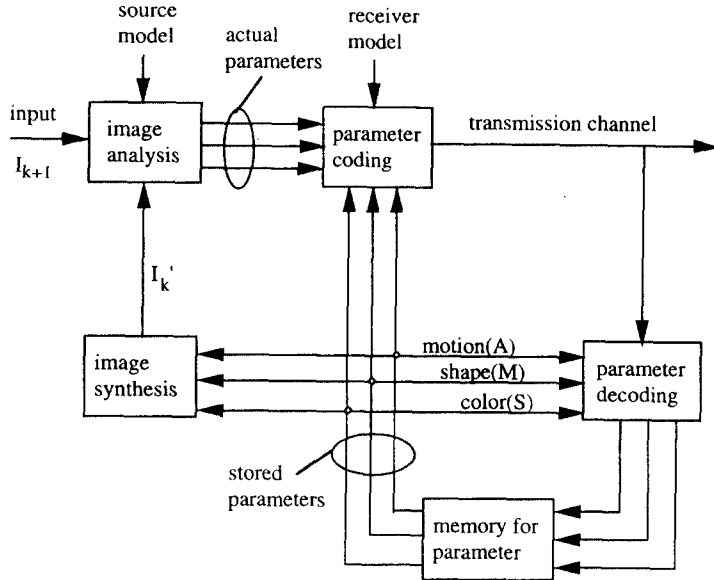 source
model
receiver
model
actual
parameters
input
I_{k+1}
image
analysis
parameter
coding
transmission channel
I_k'
image
synthesis
motion(A)
shape(M)
color(S)
parameter
decoding
stored
parameters
memory for
parameter